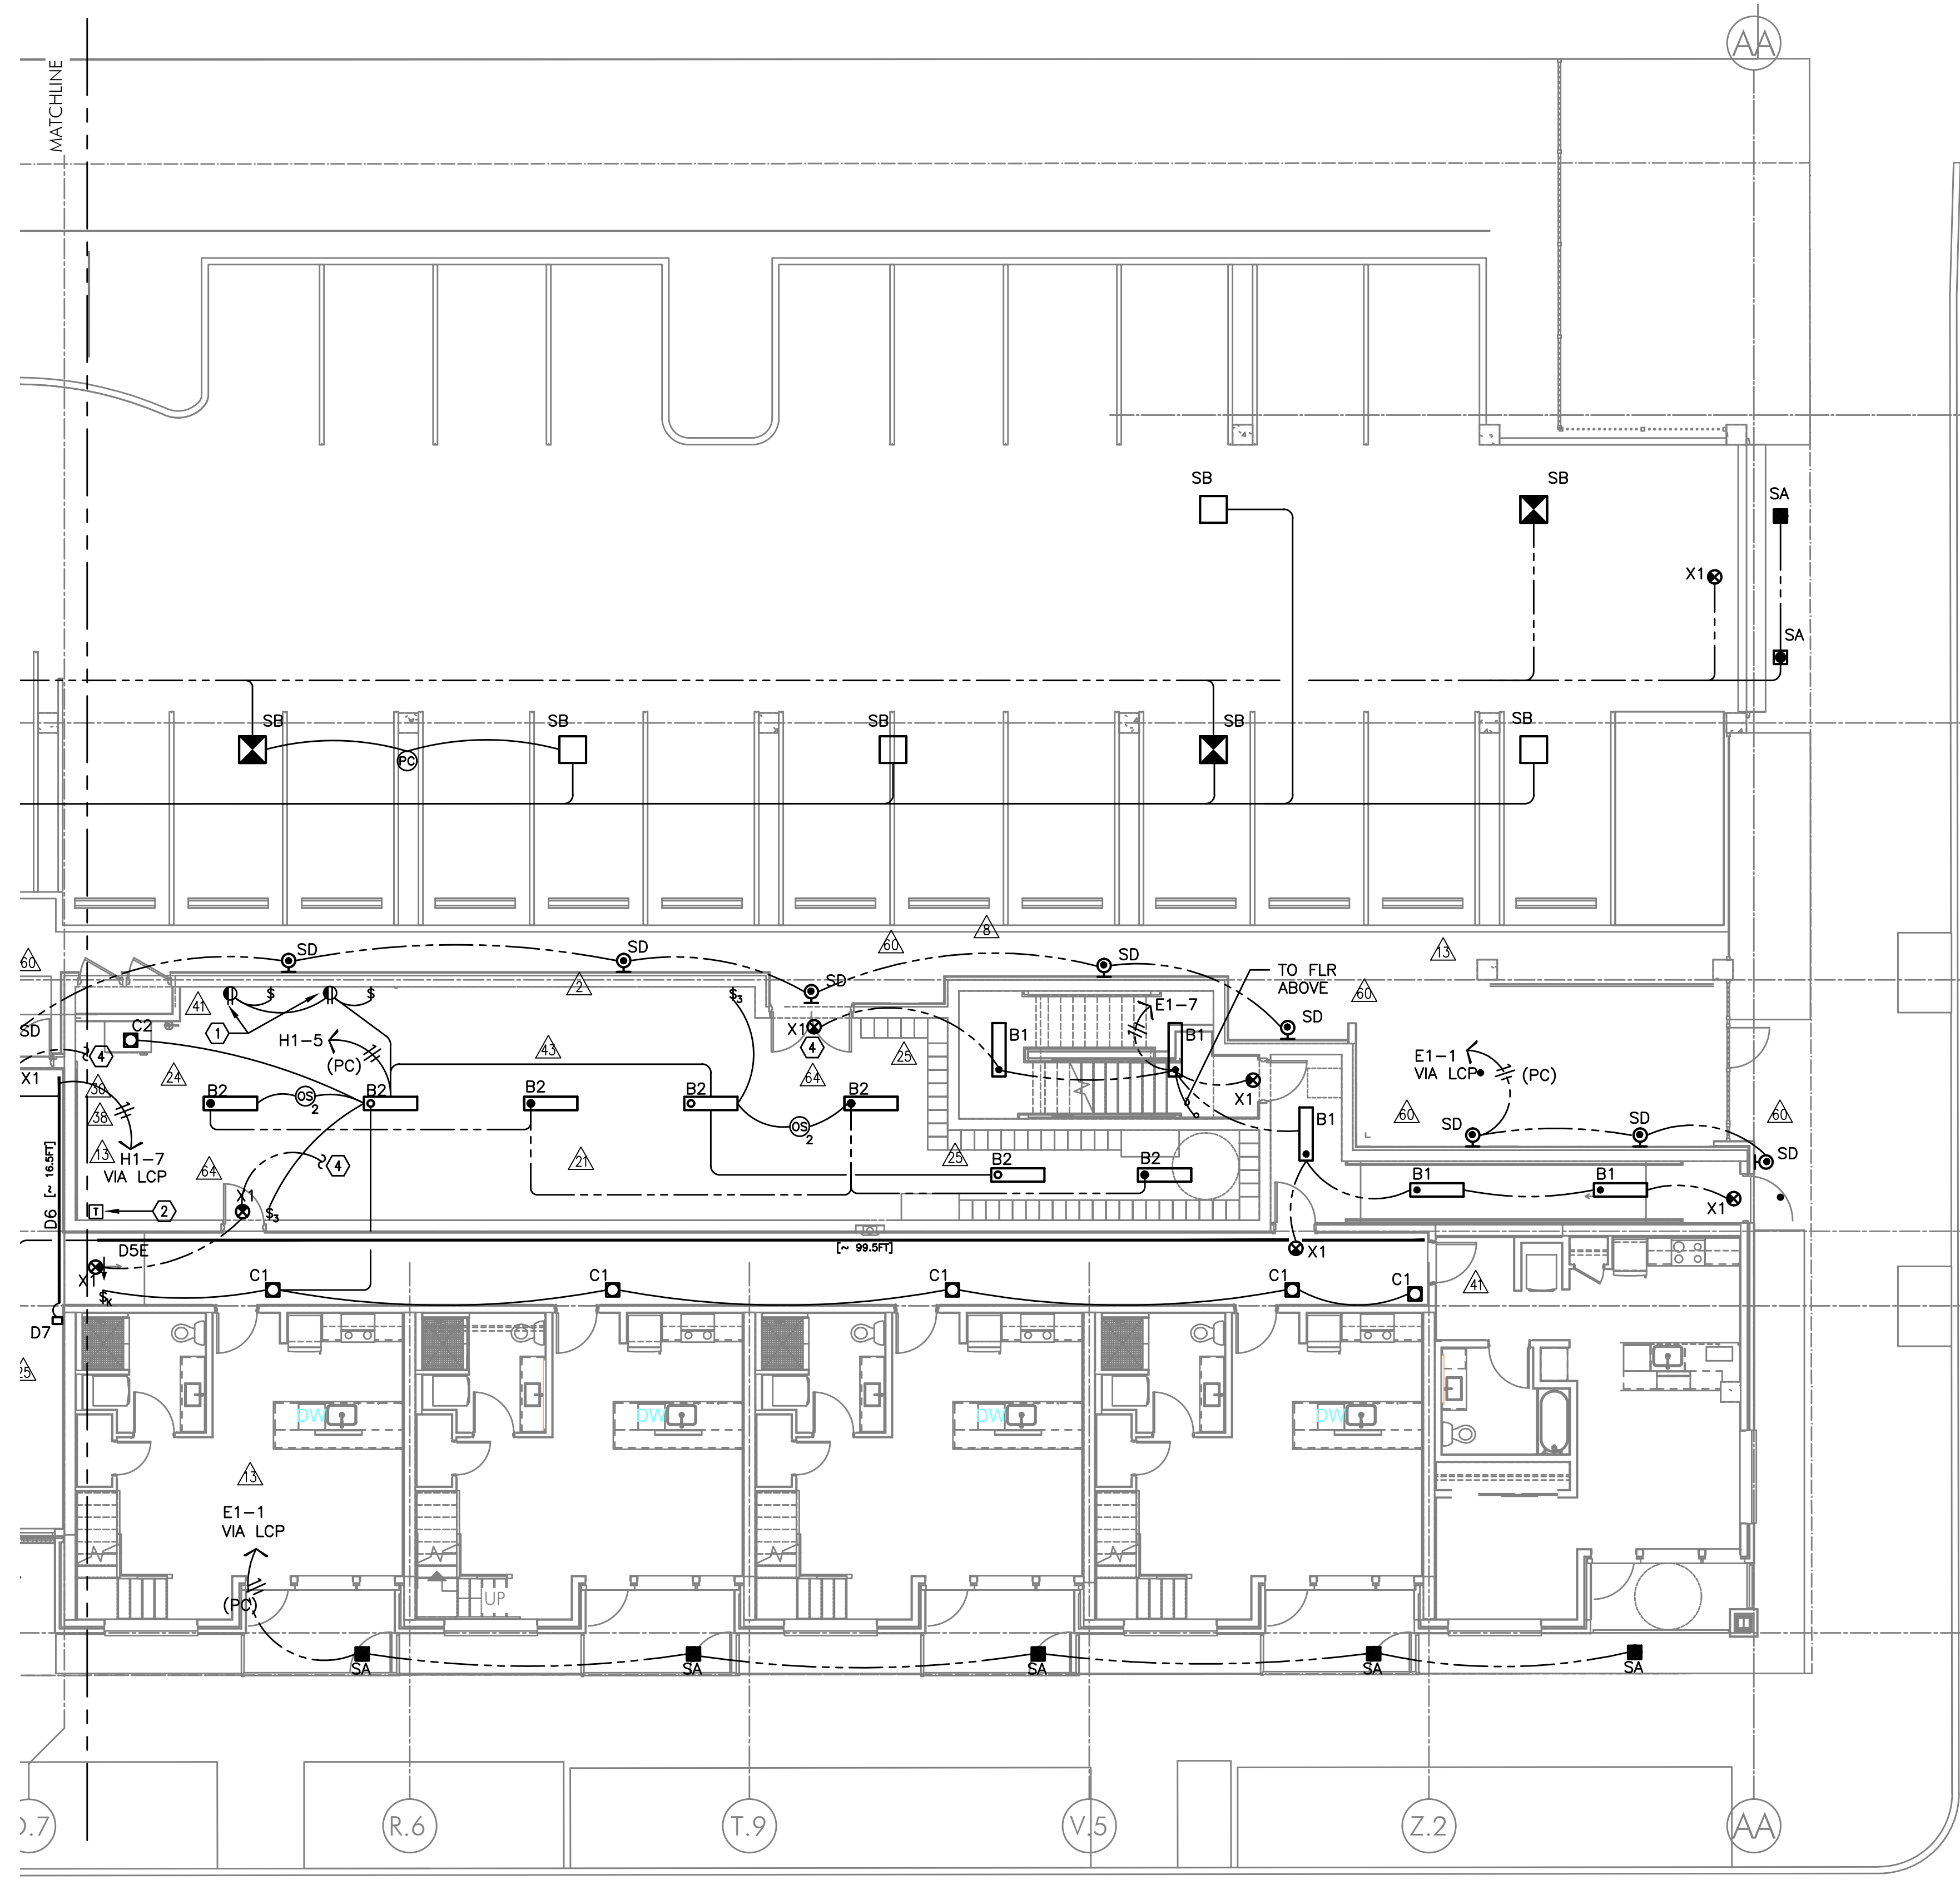 AA
MATCHLINE
SB
SB
SA
X1
SA
SB
SB
SB
SB
SB
PC
8
60
60
13
SD
SD
SD
SD
TO FLR
ABOVE
2
60
41
$
$
$3
E1-7
SD
SD
C2
1
X1
B1
B1
H1-5
(PC)
4
4
43
25
E1-1
VIA LCP
(PC)
X1
24
64
30
B2
OS
2
B2
B2
B2
B2
X1
38
OS
2
B1
60
60
SD
SD
13
H1-7
VIA LCP
64
4
21
25
SD
B2
B2
B1
B1
D6 [~ 16.5FT]
X1
T
2
$3
X1
D5E
[~ 99.5FT]
X1
X1
$K
C1
C1
C1
C1
C1
41
D7
25
DW
DW
DW
DW
13
E1-1
VIA LCP
(PC)
UP
SA
SA
SA
SA
SA
R.6
T.9
V.5
Z.2
AA